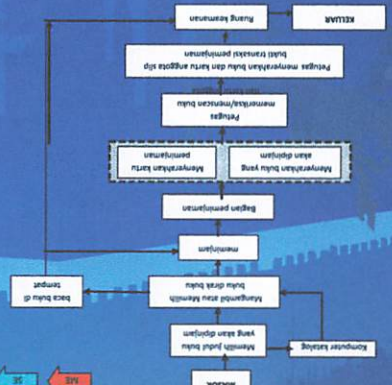 MASUK
Memilih judul buku
yang akan dipinjam
Komputer katalog
Mangambil atau Memilih
buku dirak buku
baca buku di
tempat
meminjam
Bagian peminjaman
Menyerahkan buku yang
akan dipinjam
Menyerahkan kartu
peminjaman
Petugas
memeriksa/menscan buku
Petugas menyerahkan buku dan kartu anggota slip
bukti transaksi peminjaman
Ruang keamanan
KELUAR
ME
SE